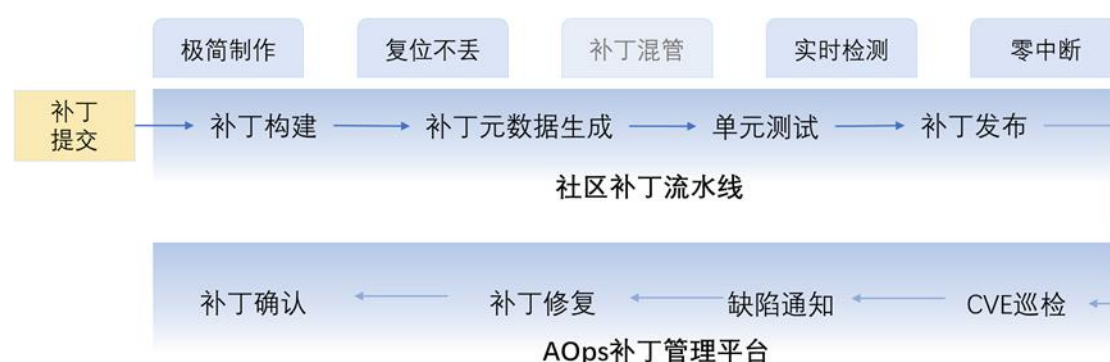 极简制作
复位不丢
补丁混管
实时检测
零中断
补丁
提交
补丁构建
补丁元数据生成
单元测试
补丁发布
社区补丁流水线
补丁确认
补丁修复
缺陷通知
CVE巡检
AOps补丁管理平台